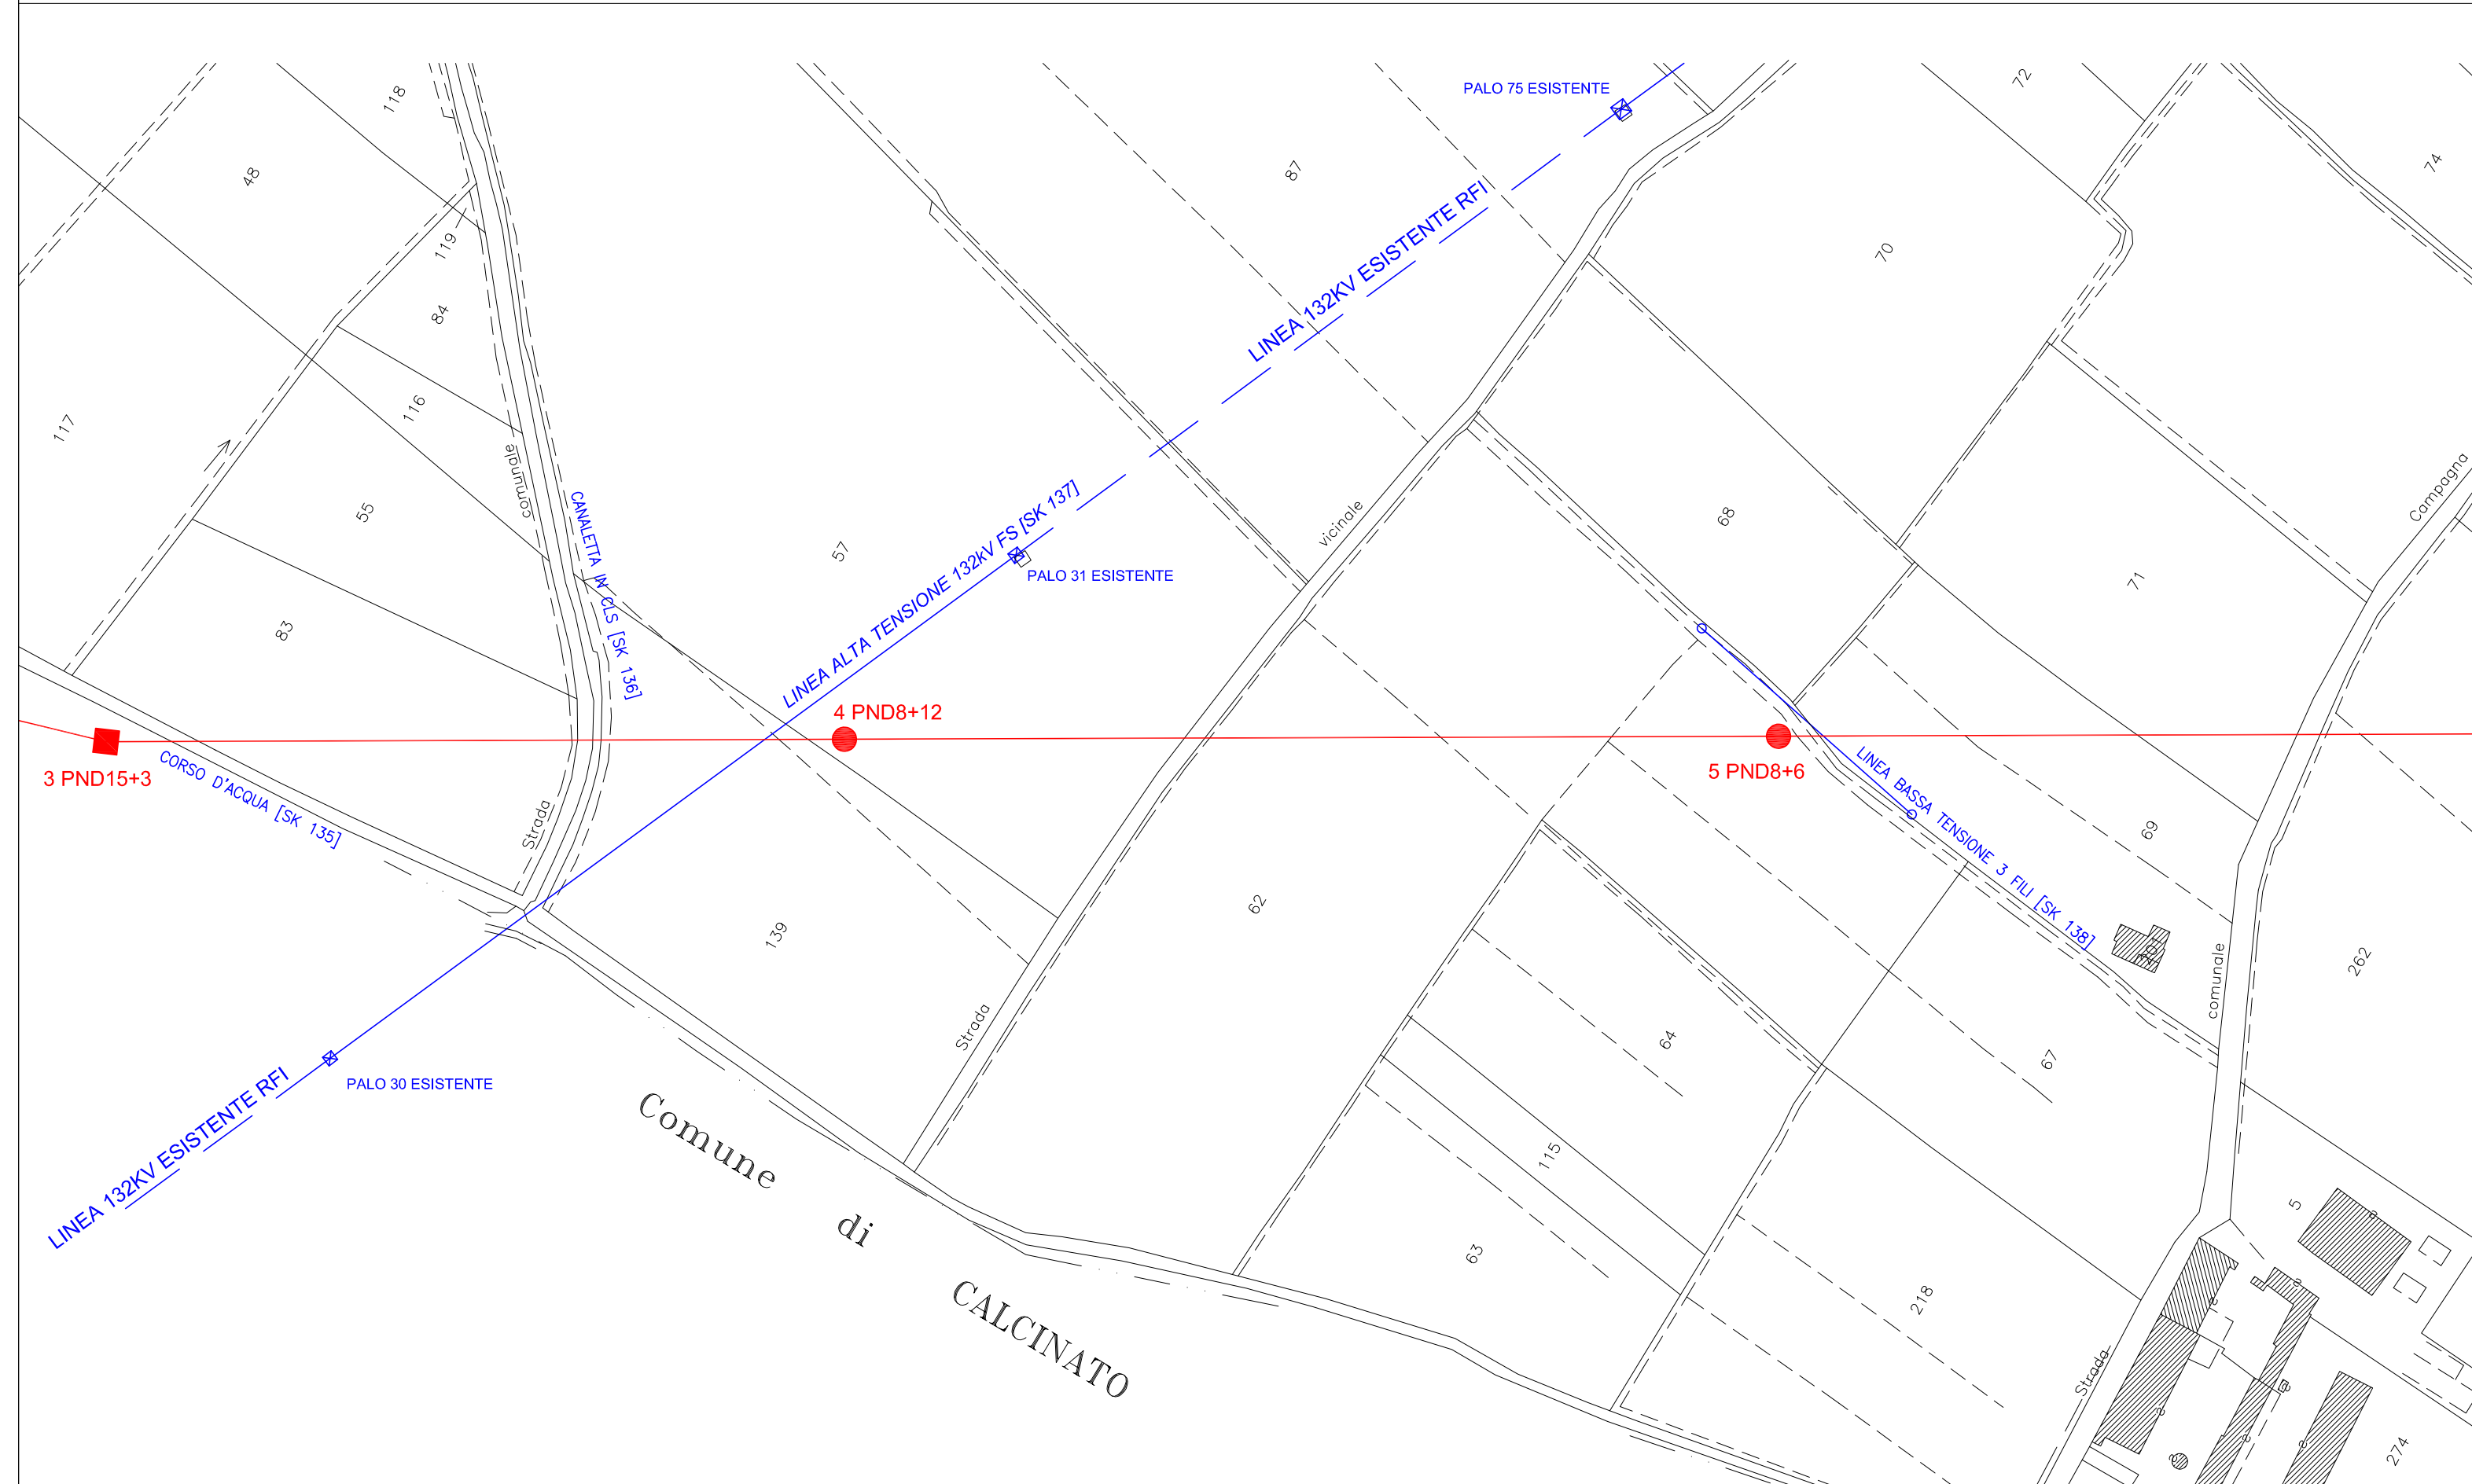 PALO 75 ESISTENTE
72
118
74
87
48
LINEA 132KV ESISTENTE RFI
119
70
84
116
117
Campagna
comunale
CANALETTA IN CLS [SK 136]
LINEA ALTA TENSIONE 132kV FS [SK 137]
55
68
vicinale
57
PALO 31 ESISTENTE
71
83
4 PND8+12
3 PND15+3
CORSO D'ACQUA [SK 135]
5 PND8+6
LINEA BASSA TENSIONE 3 FILI [SK 138]
Strada
69
62
139
262
comunale
Strada
64
67
PALO 30 ESISTENTE
LINEA 132KV ESISTENTE RFI
Comune
di
CALCINATO
115
63
218
5
a
a
a
Strada
a
a
a
a
a
274